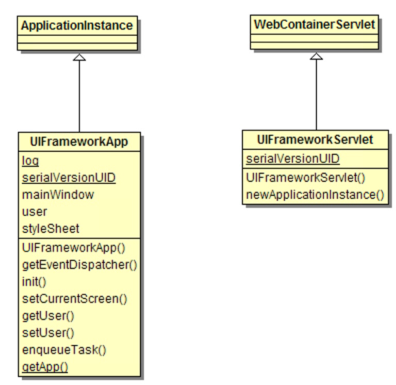 ApplicationInstance
UIFrameworkApp
log
serialVersionUID
mainWindow
user
styleSheet
UIFrameworkApp()
getEventDispatcher()
init()
setCurrentScreen()
getUser()
setUser()
enqueueTask()
getApp()
WebContainerServlet
UIFrameworkServlet
serialVersionUID
UIFrameworkServlet()
newApplicationInstance()